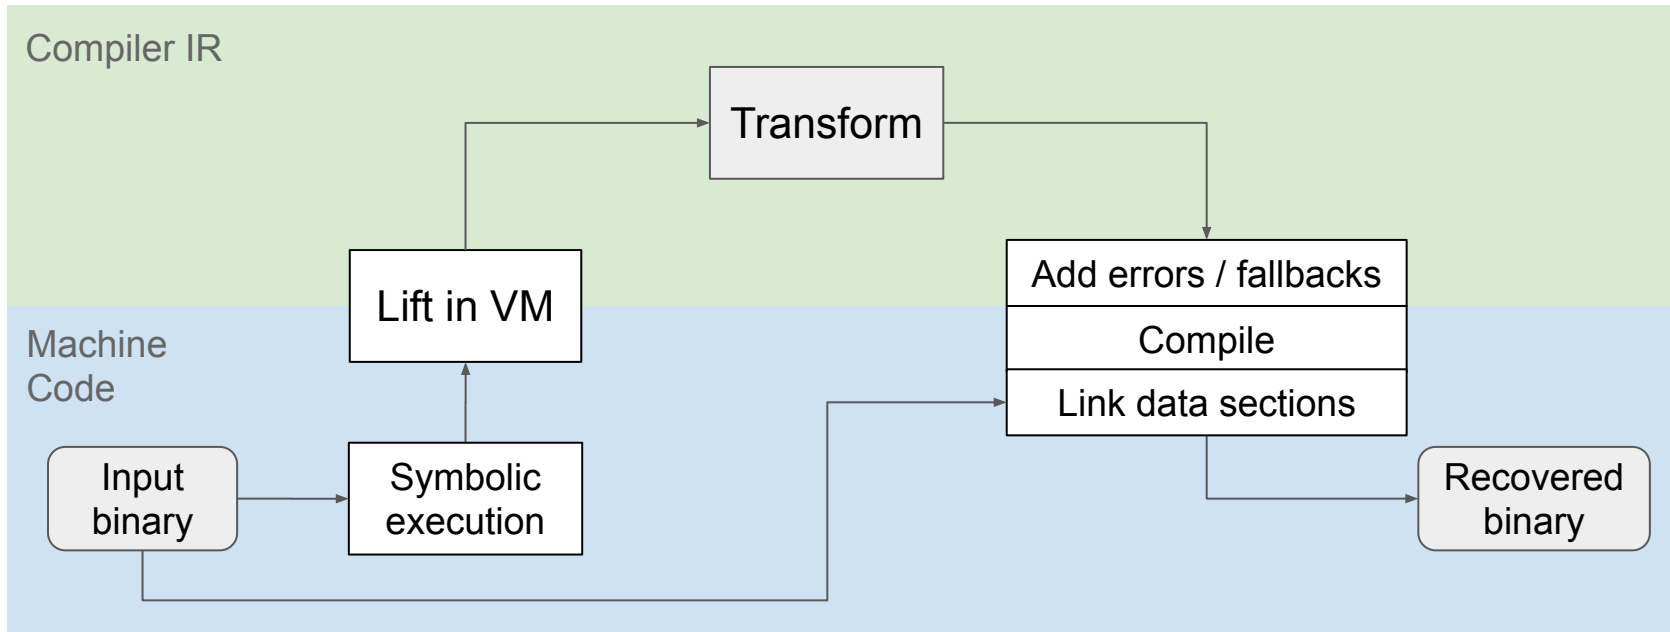 Compiler IR
Transform
Lift in VM
Add errors / fallbacks
Compile
Link data sections
Machine
Code
Input
binary
Symbolic
execution
Recovered
binary